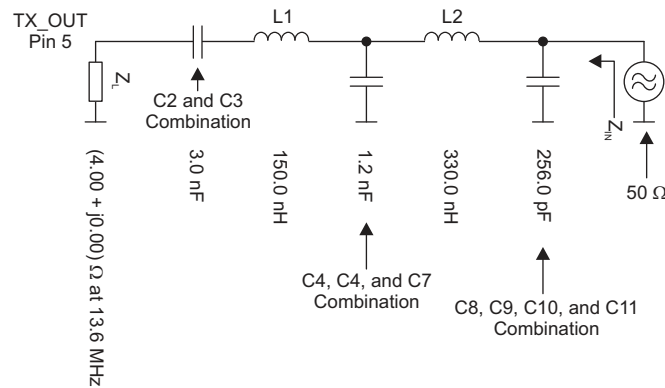 TX_OUT
Pin 5
L1
L2
Z_L
C2 and C3
Combination
Z_IN
(4.00 + j0.00) Ω at 13.6 MHz
3.0 nF
150.0 nH
1.2 nF
330.0 nH
256.0 pF
50 Ω
C4, C4, and C7
Combination
C8, C9, C10, and C11
Combination